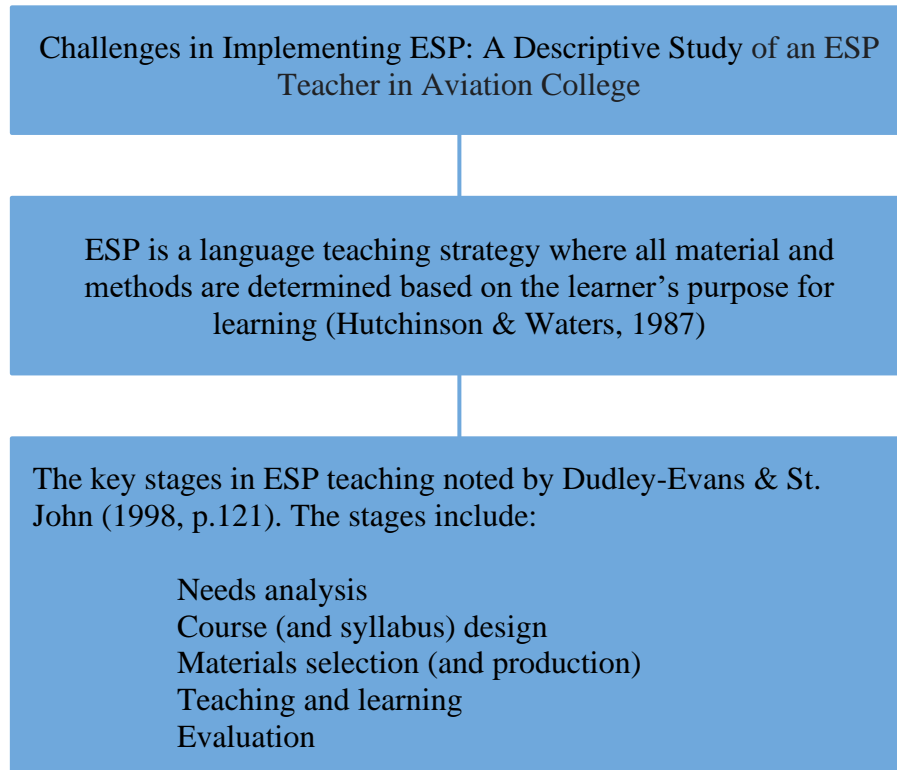 Challenges in Implementing ESP: A Descriptive Study of an ESP
Teacher in Aviation College
ESP is a language teaching strategy where all material and
methods are determined based on the learner’s purpose for
learning (Hutchinson & Waters, 1987)
The key stages in ESP teaching noted by Dudley-Evans & St.
John (1998, p.121). The stages include:
Needs analysis
Course (and syllabus) design
Materials selection (and production)
Teaching and learning
Evaluation